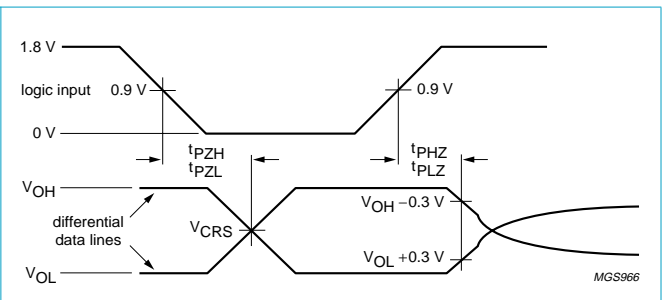 1.8 V
logic input 0.9 V 0.9 V
0 V
tPZH tPHZ
tPZL tPLZ
VOH
VOH −0.3 V
differential
data lines
VCRS
VOL +0.3 V
VOL
MGS966